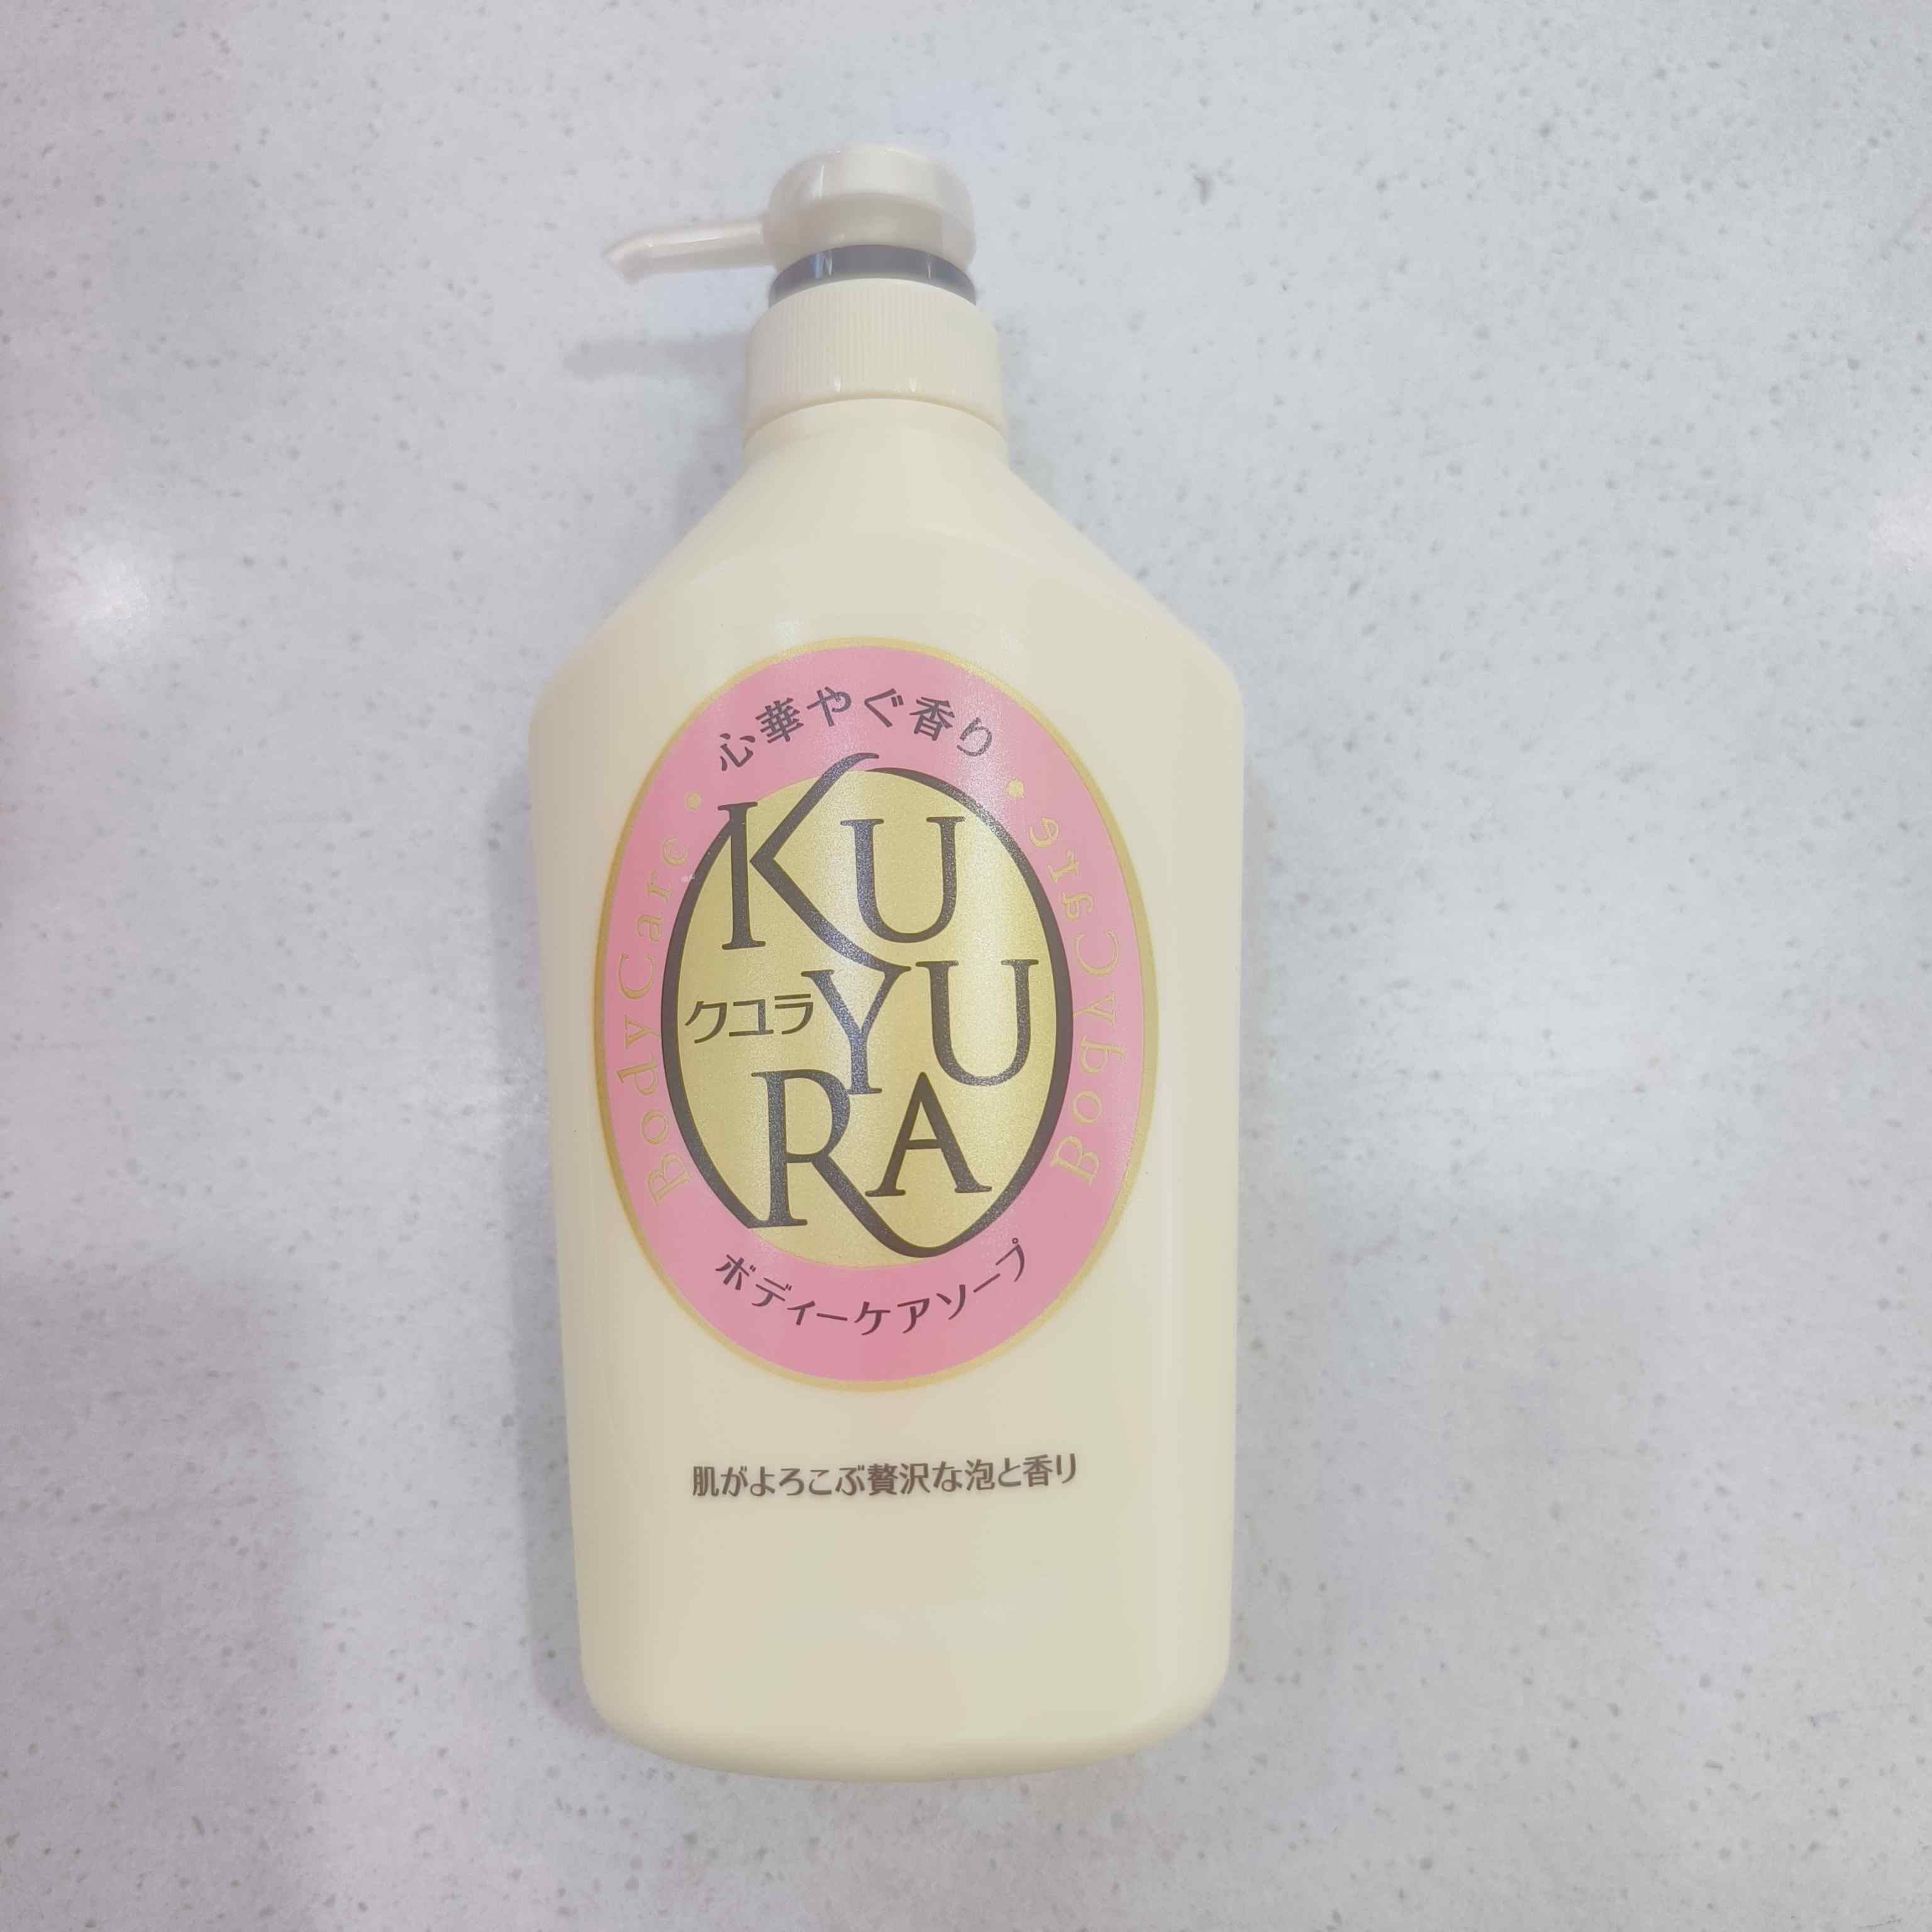 心華やぐ香り
BodyCare
BodyCare
KU
クユラ
YU
RA
ボディーケアソープ
肌がよろこぶ贅沢な泡と香り